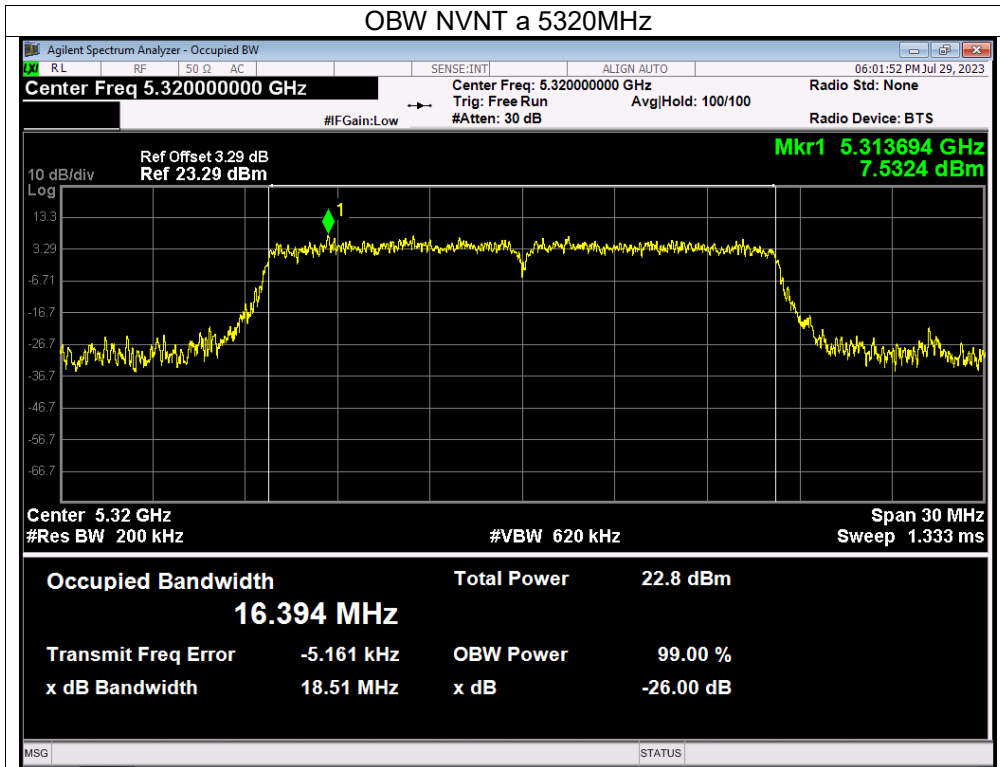 OBW NVNT a 5320MHz
Agilent Spectrum Analyzer - Occupied BW
LXI RL RF 50 Ω AC SENSE:INT ALIGN AUTO 06:01:52 PM Jul 29, 2023
Center Freq 5.320000000 GHz Center Freq: 5.320000000 GHz Radio Std: None
Trig: Free Run Avg|Hold: 100/100
#IFGain:Low #Atten: 30 dB Radio Device: BTS
Ref Offset 3.29 dB Mkr1 5.313694 GHz
10 dB/div Ref 23.29 dBm 7.5324 dBm
Log
1
13.3
3.29
-6.71
-16.7
-26.7
-36.7
-46.7
-56.7
-66.7
Center 5.32 GHz Span 30 MHz
#Res BW 200 kHz #VBW 620 kHz Sweep 1.333 ms
Occupied Bandwidth Total Power 22.8 dBm
16.394 MHz
Transmit Freq Error -5.161 kHz OBW Power 99.00 %
x dB Bandwidth 18.51 MHz x dB -26.00 dB
MSG STATUS